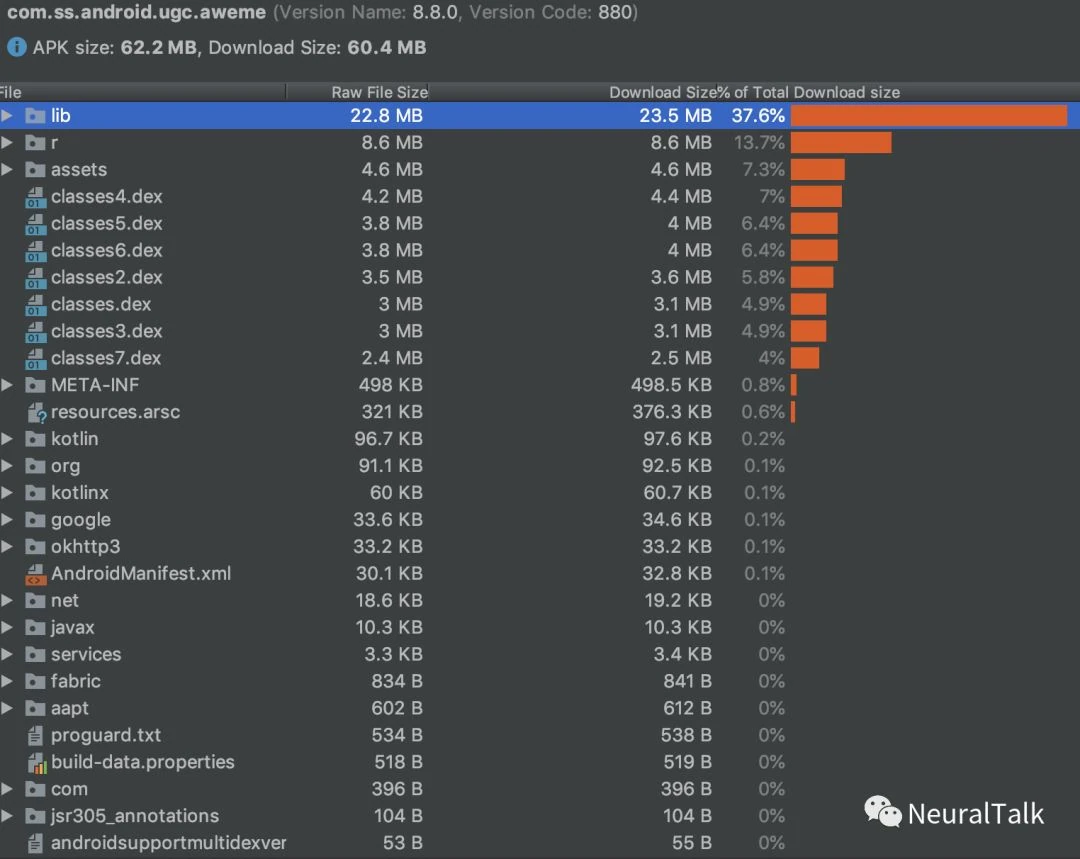 com.ss.android.ugc.aweme (Version Name: 8.8.0, Version Code: 880)
APK size: 62.2 MB, Download Size: 60.4 MB
File Raw File Size Download Size% of Total Download size
lib 22.8 MB 23.5 MB 37.6%
r 8.6 MB 8.6 MB 13.7%
assets 4.6 MB 4.6 MB 7.3%
classes4.dex 4.2 MB 4.4 MB 7%
classes5.dex 3.8 MB 4 MB 6.4%
classes6.dex 3.8 MB 4 MB 6.4%
classes2.dex 3.5 MB 3.6 MB 5.8%
classes.dex 3 MB 3.1 MB 4.9%
classes3.dex 3 MB 3.1 MB 4.9%
classes7.dex 2.4 MB 2.5 MB 4%
META-INF 498 KB 498.5 KB 0.8%
resources.arsc 321 KB 376.3 KB 0.6%
kotlin 96.7 KB 97.6 KB 0.2%
org 91.1 KB 92.5 KB 0.1%
kotlinx 60 KB 60.7 KB 0.1%
google 33.6 KB 34.6 KB 0.1%
okhttp3 33.2 KB 33.2 KB 0.1%
AndroidManifest.xml 30.1 KB 32.8 KB 0.1%
net 18.6 KB 19.2 KB 0%
javax 10.3 KB 10.3 KB 0%
services 3.3 KB 3.4 KB 0%
fabric 834 B 841 B 0%
aapt 602 B 612 B 0%
proguard.txt 534 B 538 B 0%
build-data.properties 518 B 519 B 0%
com 396 B 396 B 0%
jsr305_annotations 104 B 104 B 0%
androidsupportmultidexver 53 B 55 B 0%
NeuralTalk